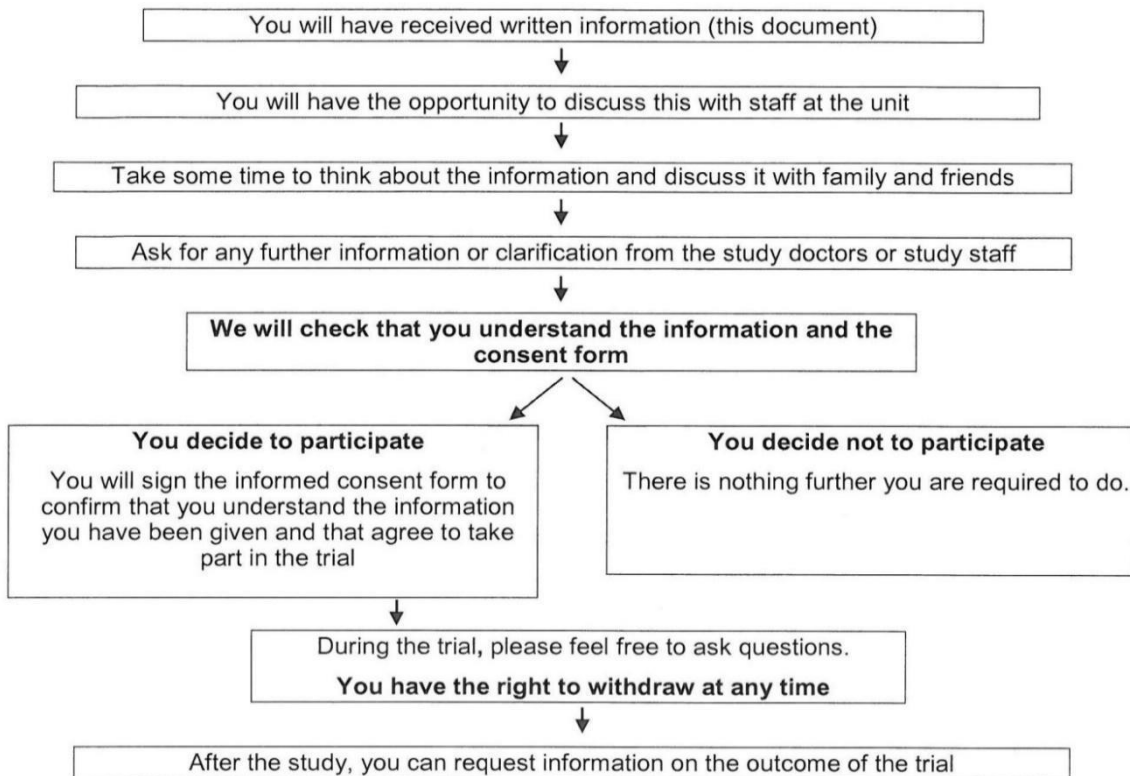 You will have received written information (this document)
You will have the opportunity to discuss this with staff at the unit
Take some time to think about the information and discuss it with family and friends
Ask for any further information or clarification from the study doctors or study staff
We will check that you understand the information and the
consent form
You decide to participate
You will sign the informed consent form to
confirm that you understand the information
you have been given and that agree to take
part in the trial
You decide not to participate
There is nothing further you are required to do.
During the trial, please feel free to ask questions.
You have the right to withdraw at any time
After the study, you can request information on the outcome of the trial